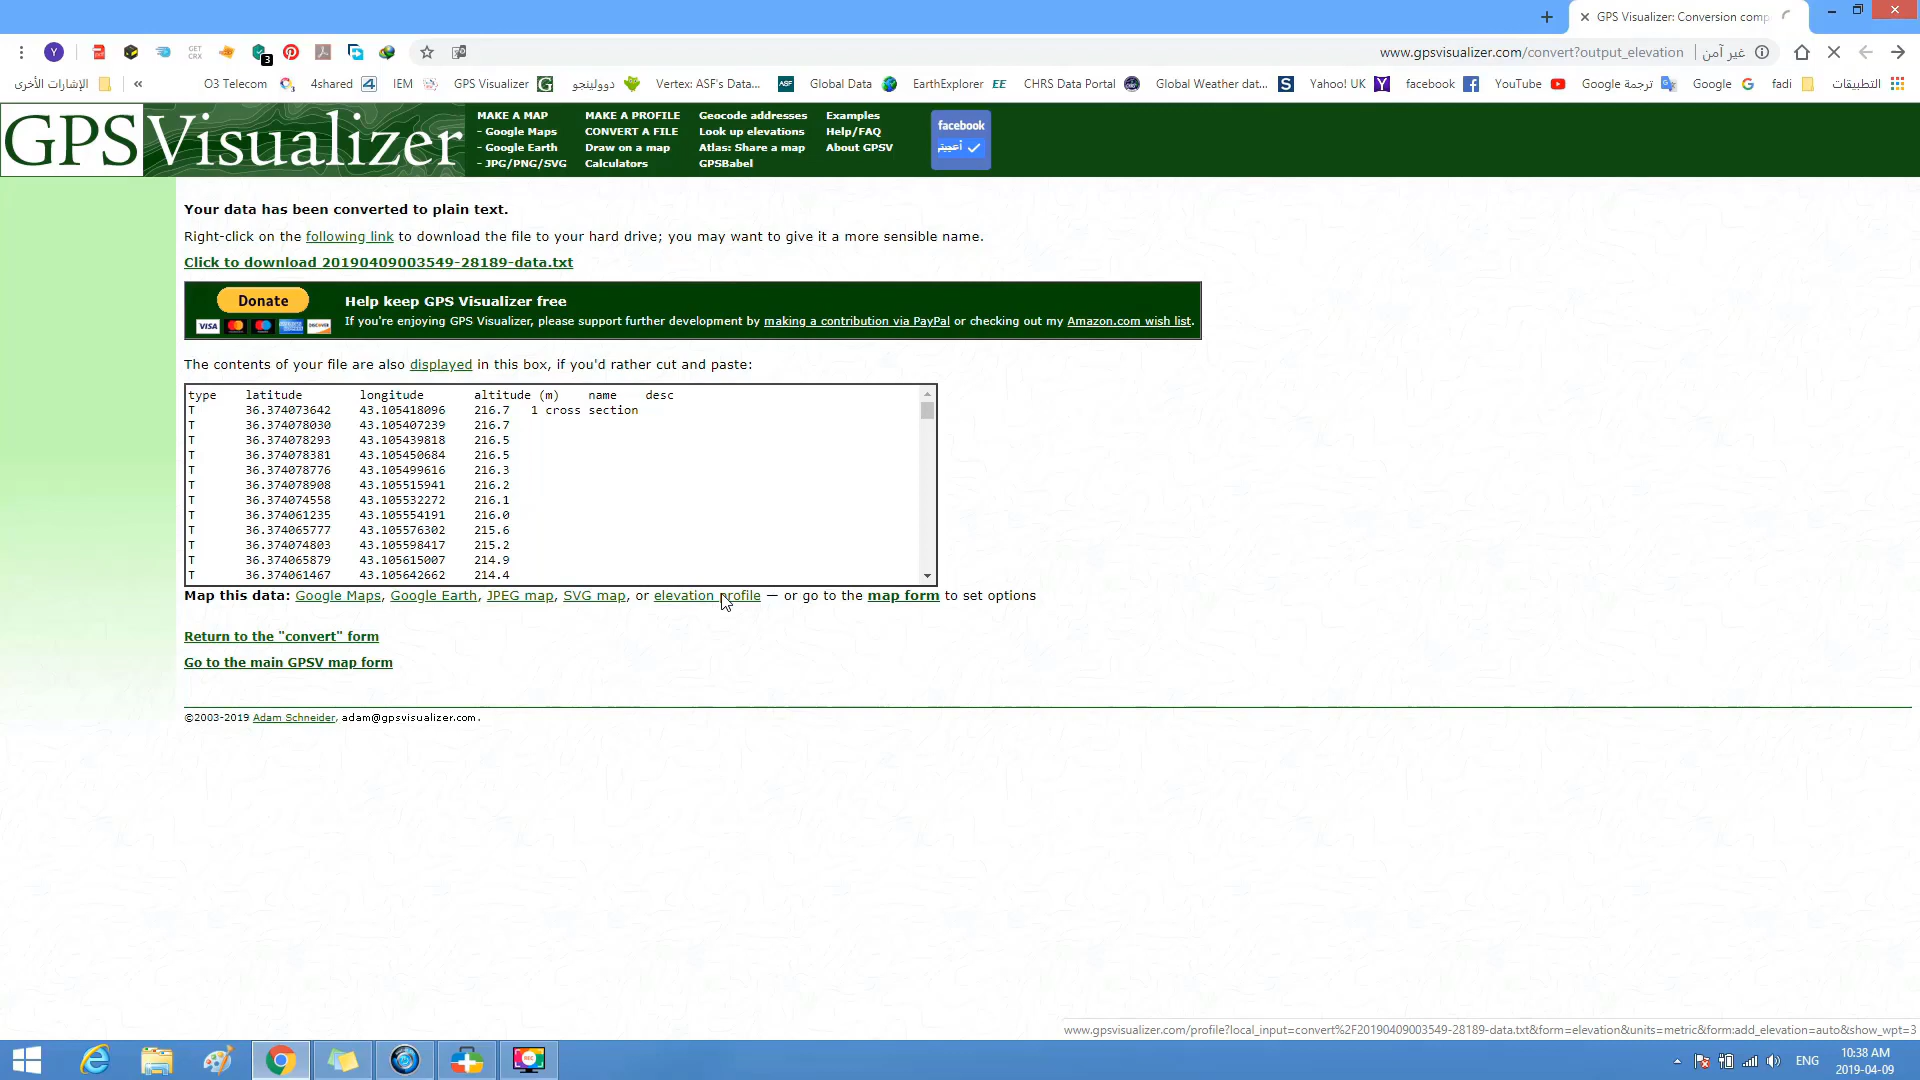 GPS Visualizer: Conversion comp
www.gpsvisualizer.com/convert?output_elevation
غير آمن
GET CRX
3
Y
التطبيقات
fadi
Google
ترجمة Google
YouTube
facebook
Yahoo! UK
Global Weather dat...
CHRS Data Portal
EarthExplorer
Global Data
Vertex: ASF's Data...
دوولينجو
GPS Visualizer
IEM
4shared
O3 Telecom
«
الإشارات الأخرى
GPS Visualizer
MAKE A MAP
- Google Maps
- Google Earth
- JPG/PNG/SVG
MAKE A PROFILE
CONVERT A FILE
Draw on a map
Calculators
Geocode addresses
Look up elevations
Atlas: Share a map
GPSBabel
Examples
Help/FAQ
About GPSV
facebook
Your data has been converted to plain text.
Right-click on the following link to download the file to your hard drive; you may want to give it a more sensible name.
Click to download 20190409003549-28189-data.txt
Donate
VISA
DISCOVER
Help keep GPS Visualizer free
If you're enjoying GPS Visualizer, please support further development by making a contribution via PayPal or checking out my Amazon.com wish list.
The contents of your file are also displayed in this box, if you'd rather cut and paste:
type latitude longitude altitude (m) name desc
T 36.374073642 43.105418096 216.7 1 cross section
T 36.374078030 43.105407239 216.7
T 36.374078293 43.105439818 216.5
T 36.374078381 43.105450684 216.5
T 36.374078776 43.105499616 216.3
T 36.374078908 43.105515941 216.2
T 36.374074558 43.105532272 216.1
T 36.374061235 43.105554191 216.0
T 36.374065777 43.105576302 215.6
T 36.374074803 43.105598417 215.2
T 36.374065879 43.105615007 214.9
T 36.374061467 43.105642662 214.4
Map this data: Google Maps, Google Earth, JPEG map, SVG map, or elevation profile — or go to the map form to set options
Return to the "convert" form
Go to the main GPSV map form
©2003-2019 Adam Schneider, adam@gpsvisualizer.com.
www.gpsvisualizer.com/profile?local_input=convert%2F20190409003549-28189-data.txt&form=elevation&units=metric&form:add_elevation=auto&show_wpt=3
REC
ENG
10:38 AM
2019-04-09